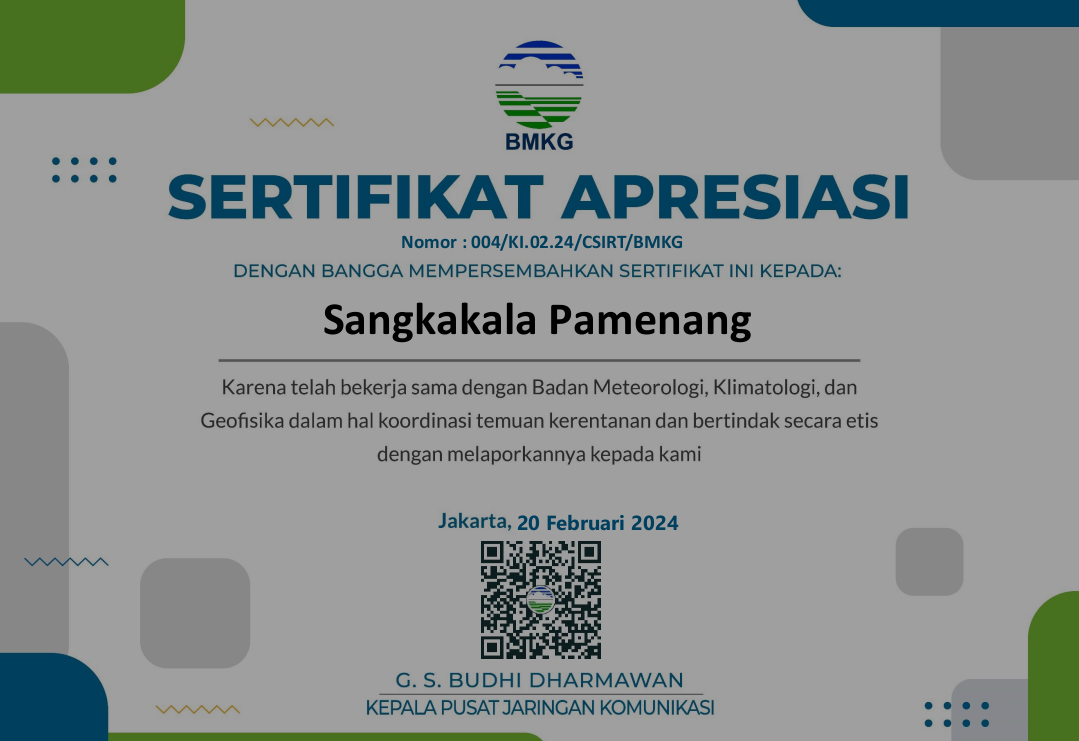 BMKG
SERTIFIKAT APRESIASI
Nomor : 004/KI.02.24/CSIRT/BMKG
DENGAN BANGGA MEMPERSEMBAHKAN SERTIFIKAT INI KEPADA:
Sangkakala Pamenang
Karena telah bekerja sama dengan Badan Meteorologi, Klimatologi, dan
Geofisika dalam hal koordinasi temuan kerentanan dan bertindak secara etis
dengan melaporkannya kepada kami
Jakarta, 20 Februari 2024
G. S. BUDHI DHARMAWAN
KEPALA PUSAT JARINGAN KOMUNIKASI